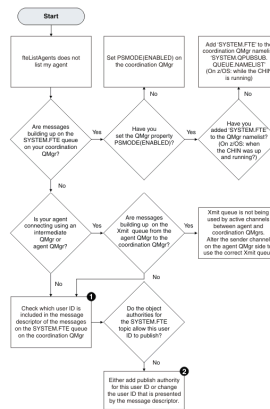 Start
fteListAgents does
not list my agent
Set PSMODE(ENABLED) on
the coordination QMgr
Add 'SYSTEM.FTE' to the
coordination QMgr nameli
'SYSTEM.QPUBSUB.
QUEUE.NAMELIST'
(On z/OS: while the CHIN
is running)
No
No
Are messages
building up on the
SYSTEM.FTE queue
on your coordination
QMgr?
Yes
Have you
set the QMgr property
PSMODE(ENABLED)?
Yes
Have you
added 'SYSTEM.FTE' to
the QMgr namelist?
(On z/OS: when
the CHIN was up
and running?)
No
Is your agent
connecting using an
intermediate
QMgr or
agent QMgr?
Yes
Are messages
building up on the
Xmit queue from the
agent QMgr to the
coordination QMgr?
Yes
Xmit queue is not being
used by active channels
between agent and
coordination QMgrs.
Alter the sender channel
on the agent QMgr side to
use the correct Xmit queue
No
No
1
Check which user ID is
included in the message
descriptor of the messages
on the SYSTEM.FTE queue
on the coordination QMgr
Do the object
authorities for
the SYSTEM.FTE
topic allow this user
ID to publish?
No
2
Either add publish authority
for this user ID or change
the user ID that is presented
by the message descriptor.